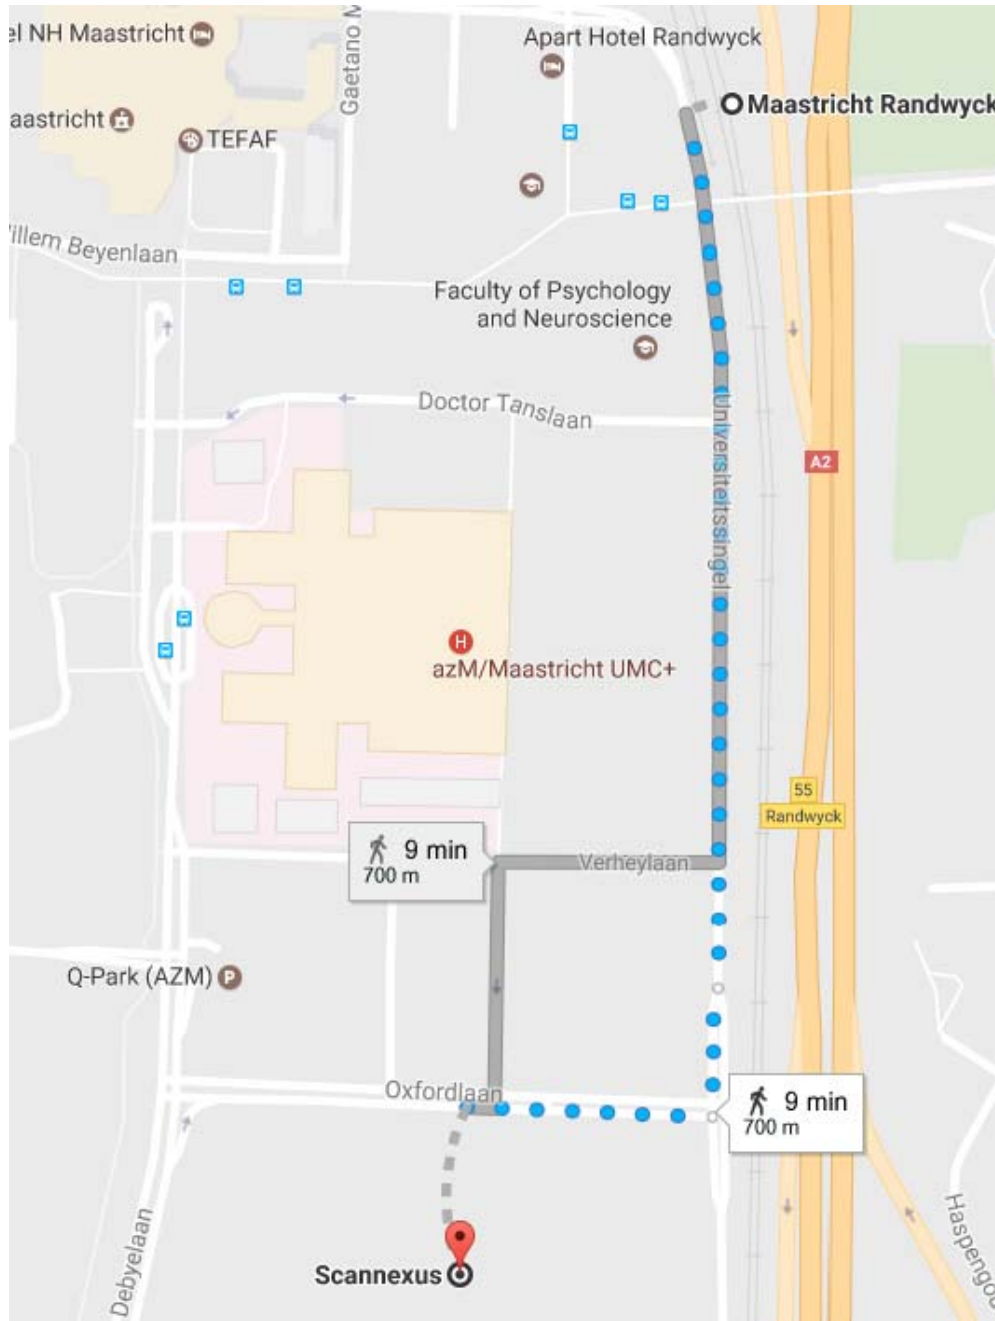 el NH Maastricht
Apart Hotel Randwyck
Gaetano M
Maastricht Randwyck
aastricht
TEFAF
illem Beyenlaan
Faculty of Psychology
and Neuroscience
Doctor Tanslaan
Universiteitssingel
A2
H
azM/Maastricht UMC+
55
Randwyck
9 min
700 m
Verheylaan
Q-Park (AZM) P
Oxfordlaan
9 min
700 m
Debyelaan
Haspengou
Scannexus